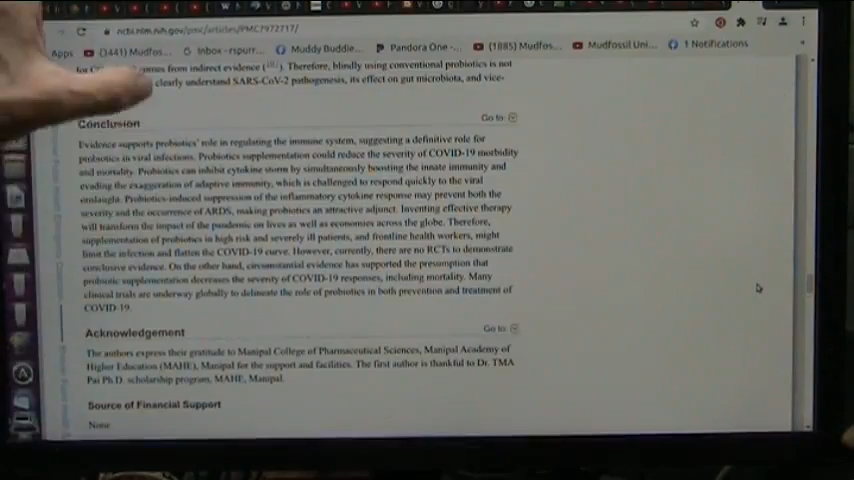 ncbi.nlm.nih.gov/pmc/articles/PMC7972717/
Apps (3441) Mudfos... Inbox - rspurr... Muddy Buddie... Pandora One -... (1885) Mudfos... Mudfossil Uni... 1 Notifications
comes from indirect evidence Therefore, blindly using conventional probiotics is not
clearly understand SARS-CoV-2 pathogenesis, its effect on gut microbiota, and vice-
Conclusion Go to:
Evidence supports probiotics' role in regulating the immune system, suggesting a definitive role for
probiotics in viral infections. Probiotics supplementation could reduce the severity of COVID-19 morbidity
and mortality. Probiotics can inhibit cytokine storm by simultaneously boosting the innate immunity and
evading the exaggeration of adaptive immunity, which is challenged to respond quickly to the viral
onslaught. Probiotics-induced suppression of the inflammatory cytokine response may prevent both the
severity and the occurrence of ARDS, making probiotics an attractive adjunct. Inventing effective therapy
will transform the impact of the pandemic on lives as well as economies across the globe. Therefore,
supplementation of probiotics in high risk and severely ill patients, and frontline health workers, might
limit the infection and flatten the COVID-19 curve. However, currently, there are no RCTs to demonstrate
conclusive evidence. On the other hand, circumstantial evidence has supported the presumption that
probiotic supplementation decreases the severity of COVID-19 responses, including mortality. Many
clinical trials are underway globally to delineate the role of probiotics in both prevention and treatment of
COVID-19.
Acknowledgement Go to:
The authors express their gratitude to Manipal College of Pharmaceutical Sciences, Manipal Academy of
Higher Education (MAHE), Manipal for the support and facilities. The first author is thankful to Dr. TMA
Pai Ph.D. scholarship program, MAHE, Manipal.
Source of Financial Support
None